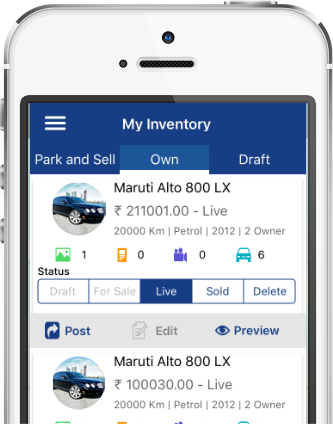 My Inventory
Park and Sell Own Draft
Maruti Alto 800 LX
₹ 211001.00 - Live
20000 Km | Petrol | 2012 | 2 Owner
1 0 0 6
Status
Draft For Sale Live Sold Delete
Post Edit Preview
Maruti Alto 800 LX
₹ 100030.00 - Live
20000 Km | Petrol | 2012 | 2 Owner